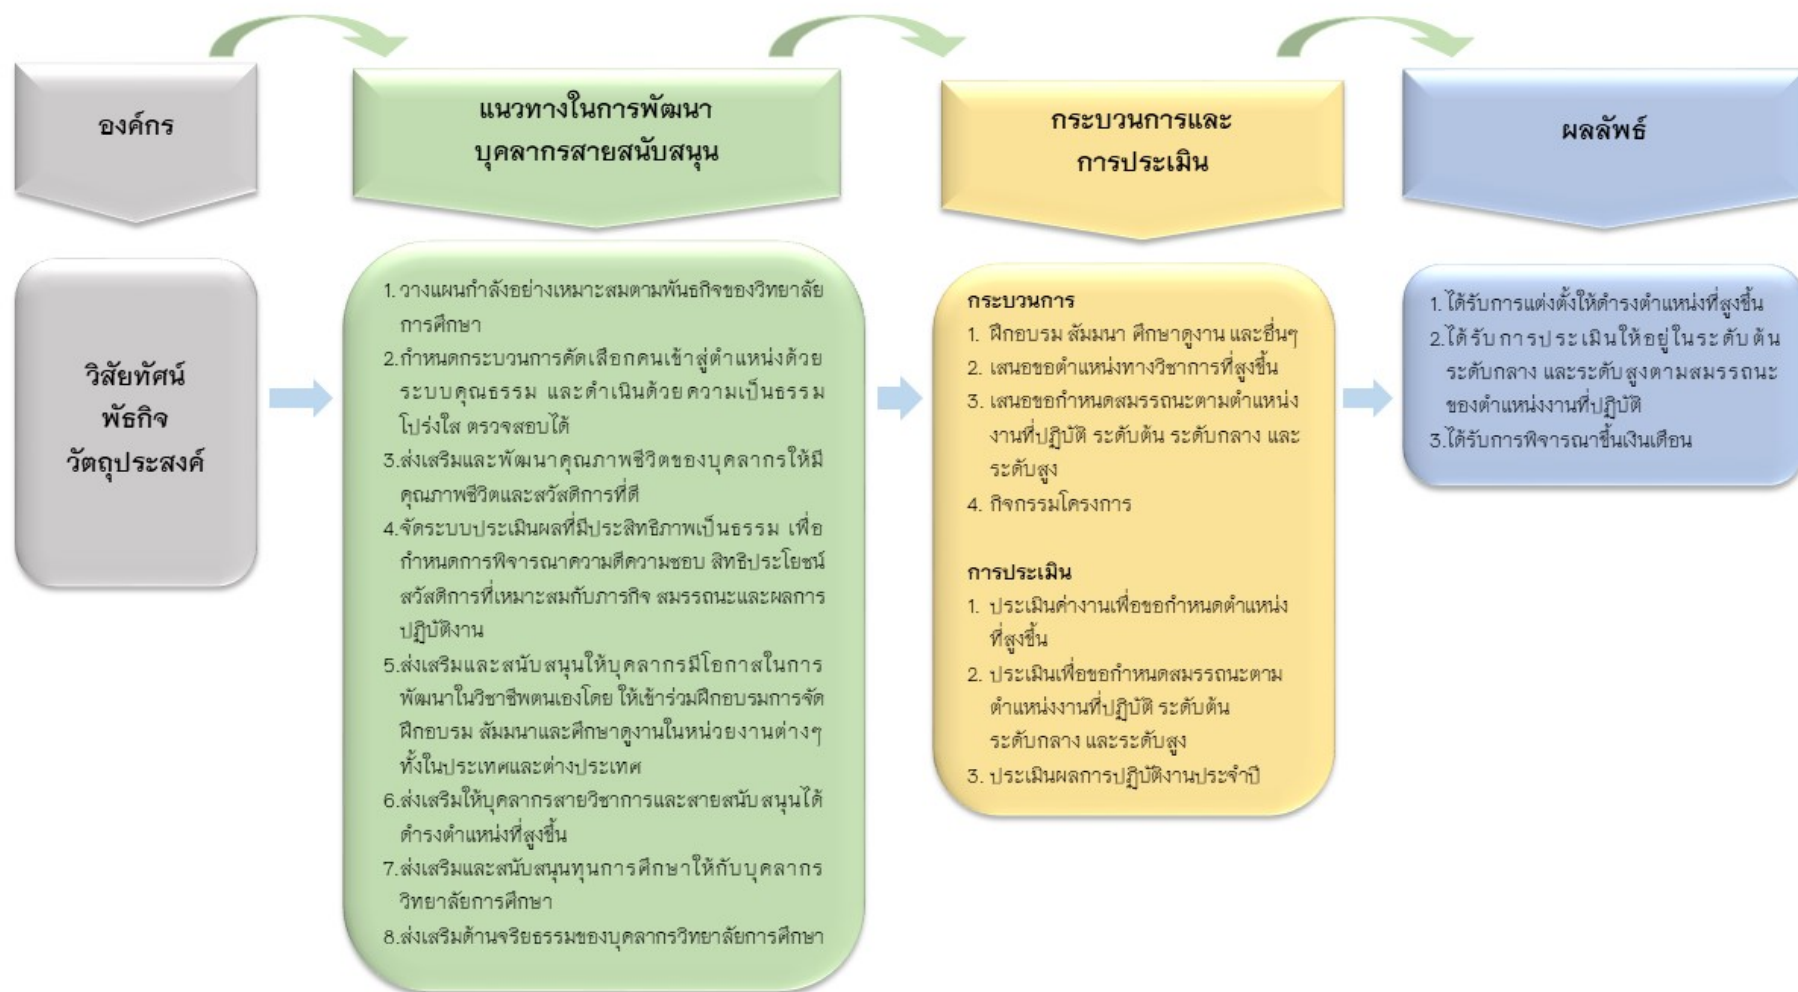 องค์กร
วิสัยทัศน์
พัธกิจ
วัตถุประสงค์
แนวทางในการพัฒนา
บุคลากรสายสนับสนุน
1. วางแผนกำลังอย่างเหมาะสมตามพันธกิจของวิทยาลัย
การศึกษา
2.กำหนดกระบวนการคัดเลือกคนเข้าสู่ตำแหน่งด้วย
ระบบคุณธรรม และดำเนินด้วยความเป็นธรรม
โปร่งใส ตรวจสอบได้
3.ส่งเสริมและพัฒนาคุณภาพชีวิตของบุคลากรให้มี
คุณภาพชีวิตและสวัสดิการที่ดี
4.จัดระบบประเมินผลที่มีประสิทธิภาพเป็นธรรม เพื่อ
กำหนดการพิจารณาความดีความชอบ สิทธิประโยชน์
สวัสดิการที่เหมาะสมกับภารกิจ สมรรถนะและผลการ
ปฏิบัติงาน
5.ส่งเสริมและสนับสนุนให้บุคลากรมีโอกาสในการ
พัฒนาในวิชาชีพตนเองโดย ให้เข้าร่วมฝึกอบรมการจัด
ฝึกอบรม สัมมนาและศึกษาดูงานในหน่วยงานต่างๆ
ทั้งในประเทศและต่างประเทศ
6.ส่งเสริมให้บุคลากรสายวิชาการและสายสนับสนุนได้
ดำรงตำแหน่งที่สูงขึ้น
7.ส่งเสริมและสนับสนุนทุนการศึกษาให้กับบุคลากร
วิทยาลัยการศึกษา
8.ส่งเสริมด้านจริยธรรมของบุคลากรวิทยาลัยการศึกษา
กระบวนการและ
การประเมิน
กระบวนการ
1. ฝึกอบรม สัมมนา ศึกษาดูงาน และอื่นๆ
2. เสนอขอตำแหน่งทางวิชาการที่สูงขึ้น
3. เสนอขอกำหนดสมรรถนะตามตำแหน่ง
งานที่ปฏิบัติ ระดับต้น ระดับกลาง และ
ระดับสูง
4. กิจกรรมโครงการ
การประเมิน
1. ประเมินค่างานเพื่อขอกำหนดตำแหน่ง
ที่สูงขึ้น
2. ประเมินเพื่อขอกำหนดสมรรถนะตาม
ตำแหน่งงานที่ปฏิบัติ ระดับต้น
ระดับกลาง และระดับสูง
3. ประเมินผลการปฏิบัติงานประจำปี
ผลลัพธ์
1. ได้รับการแต่งตั้งให้ดำรงตำแหน่งที่สูงขึ้น
2.ได้รับการประเมินให้อยู่ในระดับต้น
ระดับกลาง และระดับสูงตามสมรรถนะ
ของตำแหน่งงานที่ปฏิบัติ
3.ได้รับการพิจารณาขึ้นเงินเดือน